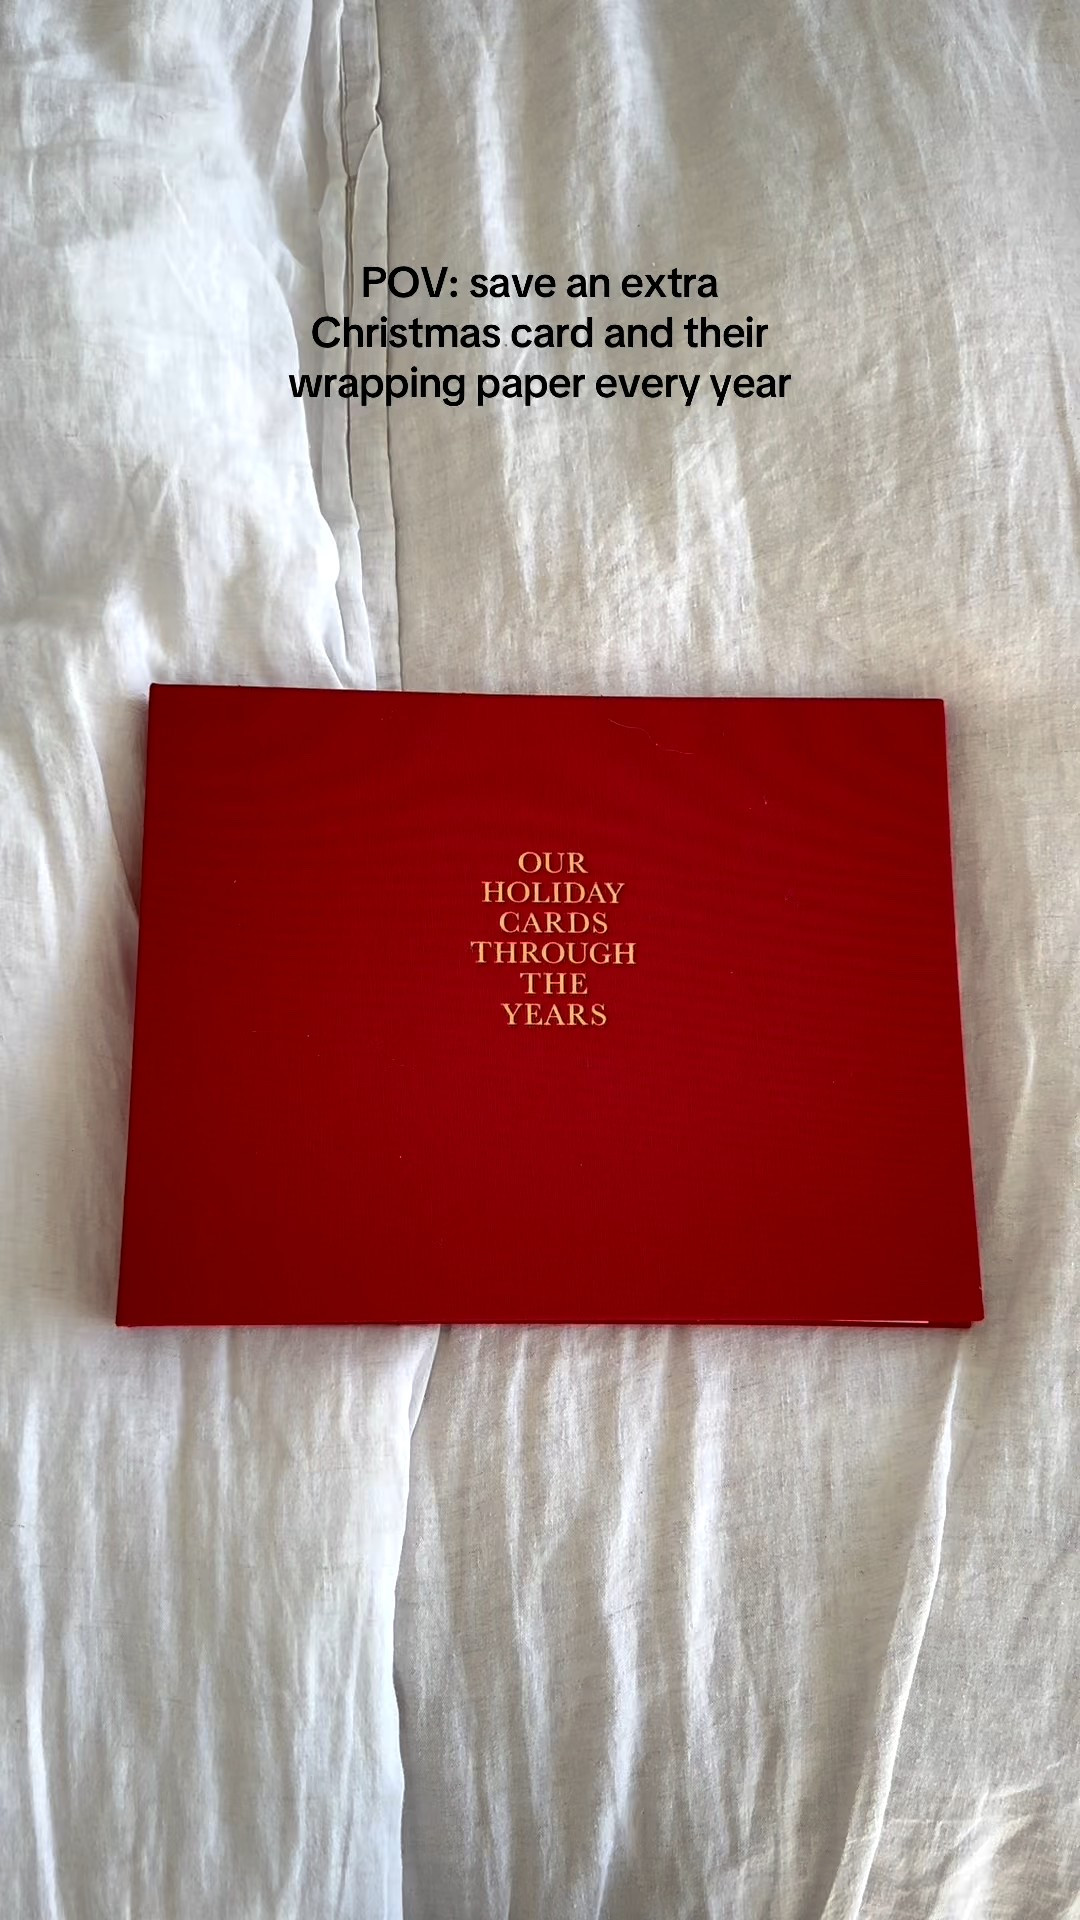 POV: save an extra
Christmas card and their
wrapping paper every year
OUR
HOLIDAY
CARDS
THROUGH
THE
YEARS